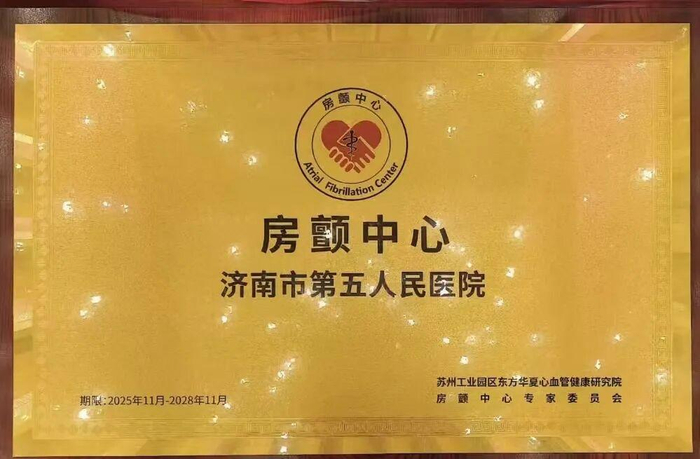 房颤中心
Atrial Fibrillation Center
房颤中心
济南市第五人民医院
苏州工业园区东方华夏心血管健康研究院
期限:2025年11月-2028年11月
房颤中心专家委员会